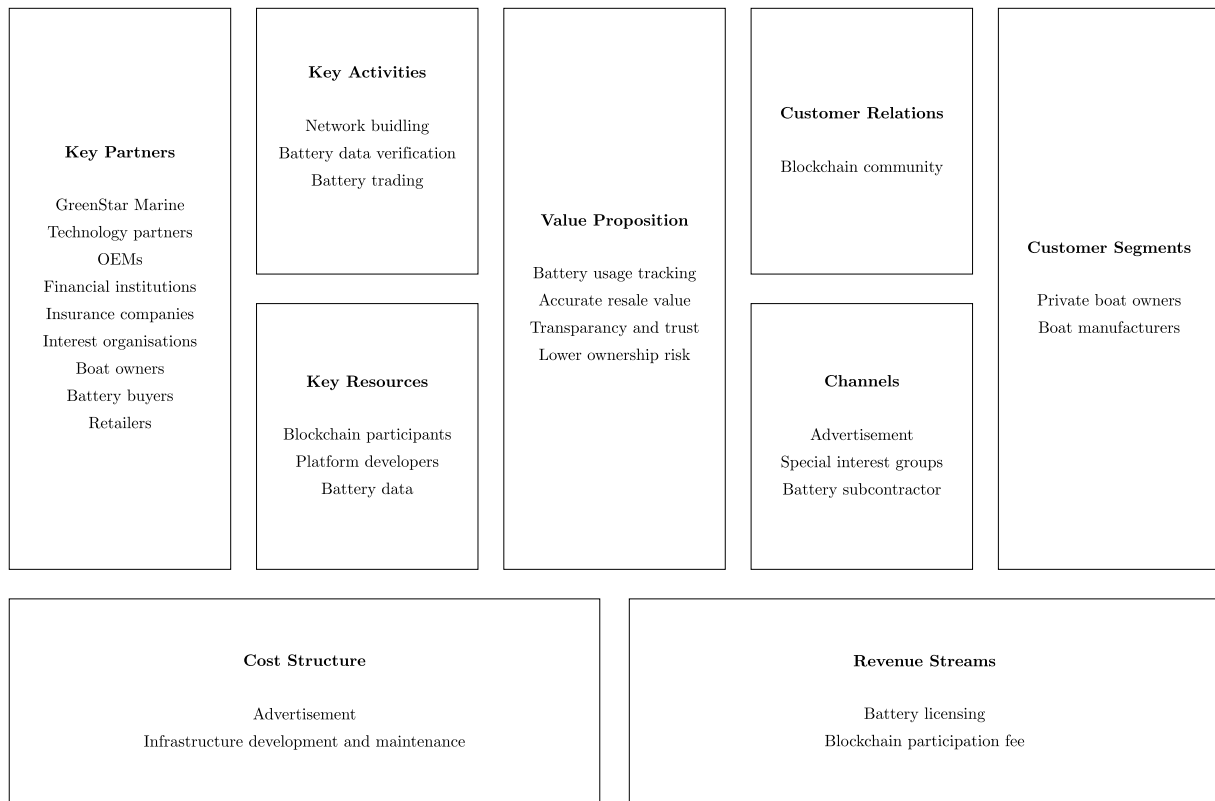 Key Partners
GreenStar Marine
Technology partners
OEMs
Financial institutions
Insurance companies
Interest organisations
Boat owners
Battery buyers
Retailers
Key Activities
Network buidling
Battery data verification
Battery trading
Key Resources
Blockchain participants
Platform developers
Battery data
Value Proposition
Battery usage tracking
Accurate resale value
Transparancy and trust
Lower ownership risk
Customer Relations
Blockchain community
Channels
Advertisement
Special interest groups
Battery subcontractor
Customer Segments
Private boat owners
Boat manufacturers
Cost Structure
Advertisement
Infrastructure development and maintenance
Revenue Streams
Battery licensing
Blockchain participation fee